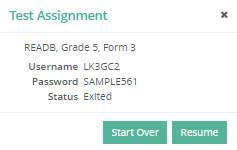 Test Assignment ×
READB, Grade 5, Form 3
Username LK3GC2
Password SAMPLE561
Status Exited
Start Over Resume